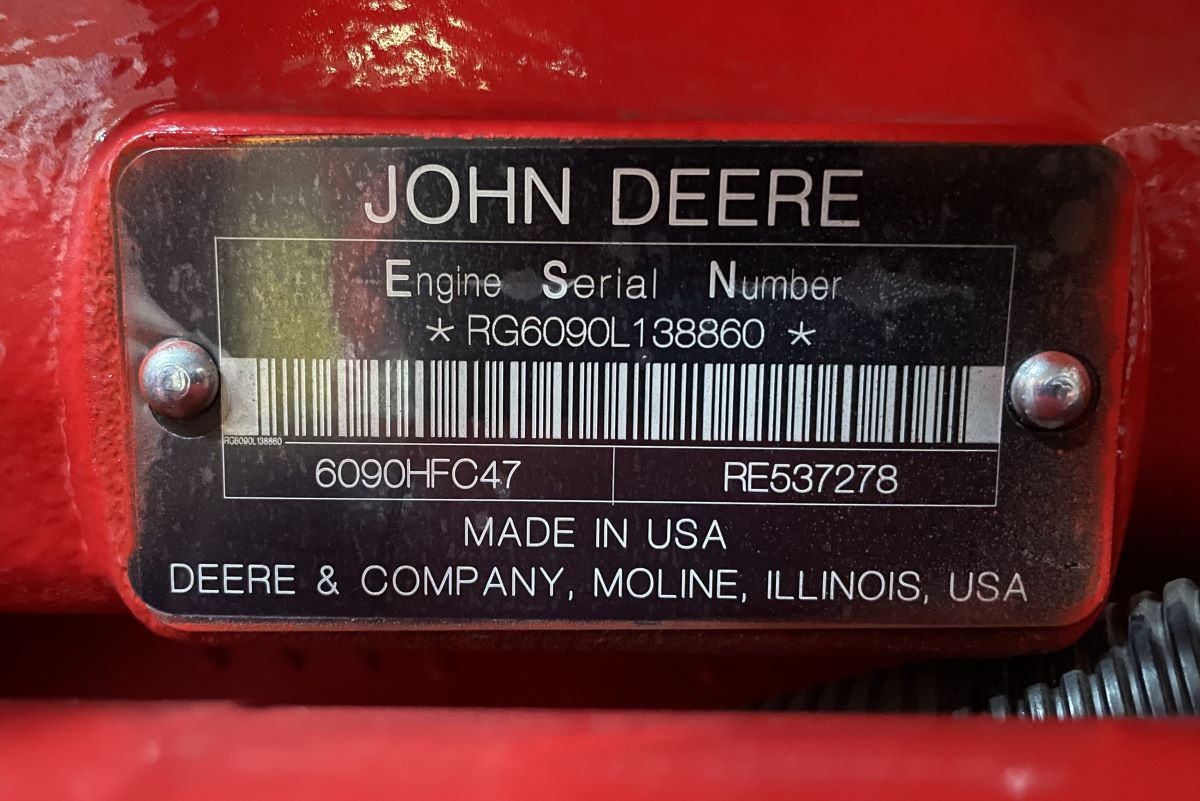 JOHN DEERE
Engine Serial Number
* RG6090L138860 *
RG6090L138860
6090HFC47 RE537278
MADE IN USA
DEERE & COMPANY, MOLINE, ILLINOIS, USA